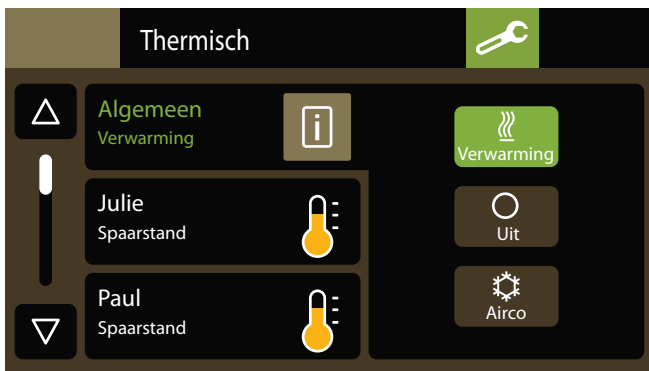 Thermisch
Algemeen
Verwarming
i
Julie
Spaarstand
Paul
Spaarstand
Verwarming
Uit
Airco